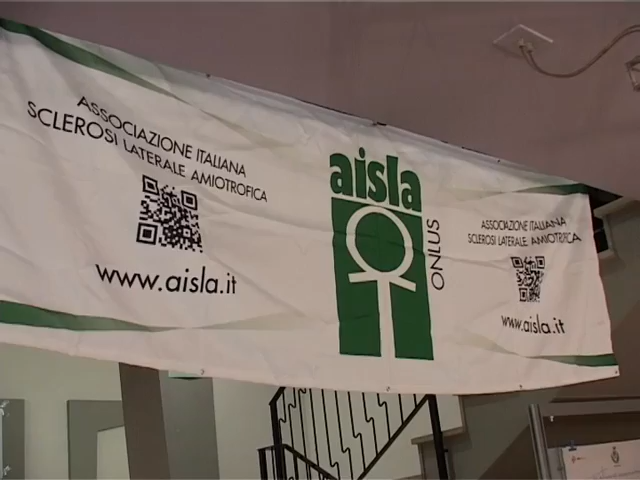 ASSOCIAZIONE ITALIANA
SCLEROSI LATERALE AMIOTROFICA
www.aisla.it
aisla
ONLUS
ASSOCIAZIONE ITALIANA
SCLEROSI LATERALE AMIOTROFICA
www.aisla.it